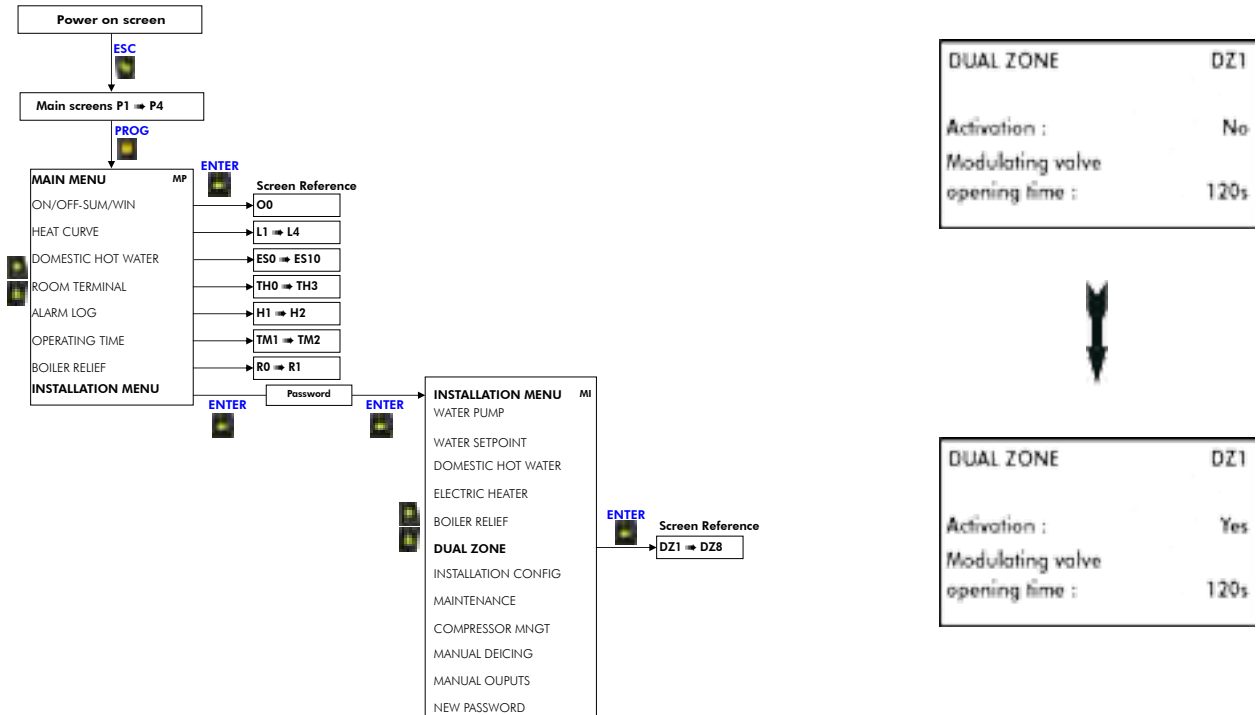 Power on screen
ESC
Main screens P1 ➠ P4
PROG
MAIN MENU MP
ENTER
Screen Reference
ON/OFF-SUM/WIN
O0
HEAT CURVE
L1 ➠ L4
DOMESTIC HOT WATER
ES0 ➠ ES10
ROOM TERMINAL
TH0 ➠ TH3
ALARM LOG
H1 ➠ H2
OPERATING TIME
TM1 ➠ TM2
BOILER RELIEF
R0 ➠ R1
INSTALLATION MENU
ENTER
Password
ENTER
INSTALLATION MENU MI
WATER PUMP
WATER SETPOINT
DOMESTIC HOT WATER
ELECTRIC HEATER
BOILER RELIEF
DUAL ZONE
INSTALLATION CONFIG
MAINTENANCE
COMPRESSOR MNGT
MANUAL DEICING
MANUAL OUPUTS
NEW PASSWORD
ENTER
Screen Reference
DZ1 ➠ DZ8
DUAL ZONE DZ1
Activation : No
Modulating valve
opening time : 120s
DUAL ZONE DZ1
Activation : Yes
Modulating valve
opening time : 120s